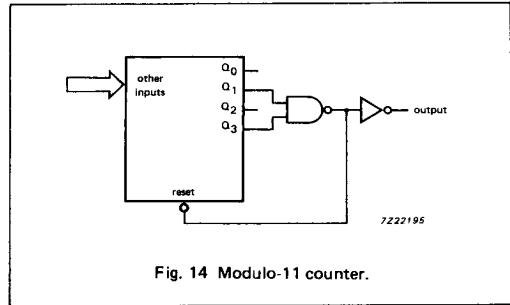 other
inputs
Q0
Q1
Q2
Q3
reset
output
7Z22195
Fig. 14 Modulo-11 counter.